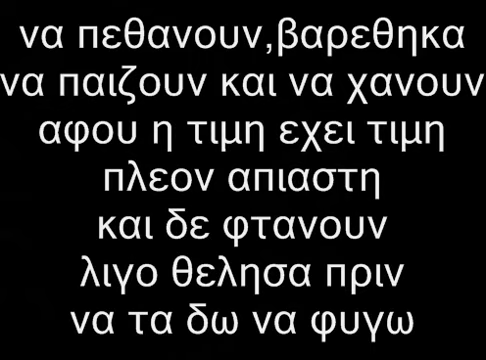 να πεθανουν,βαρεθηκα
να παιζουν και να χανουν
αφου η τιμη εχει τιμη
πλεον απιαστη
και δε φτανουν
λιγο θελησα πριν
να τα δω να φυγω